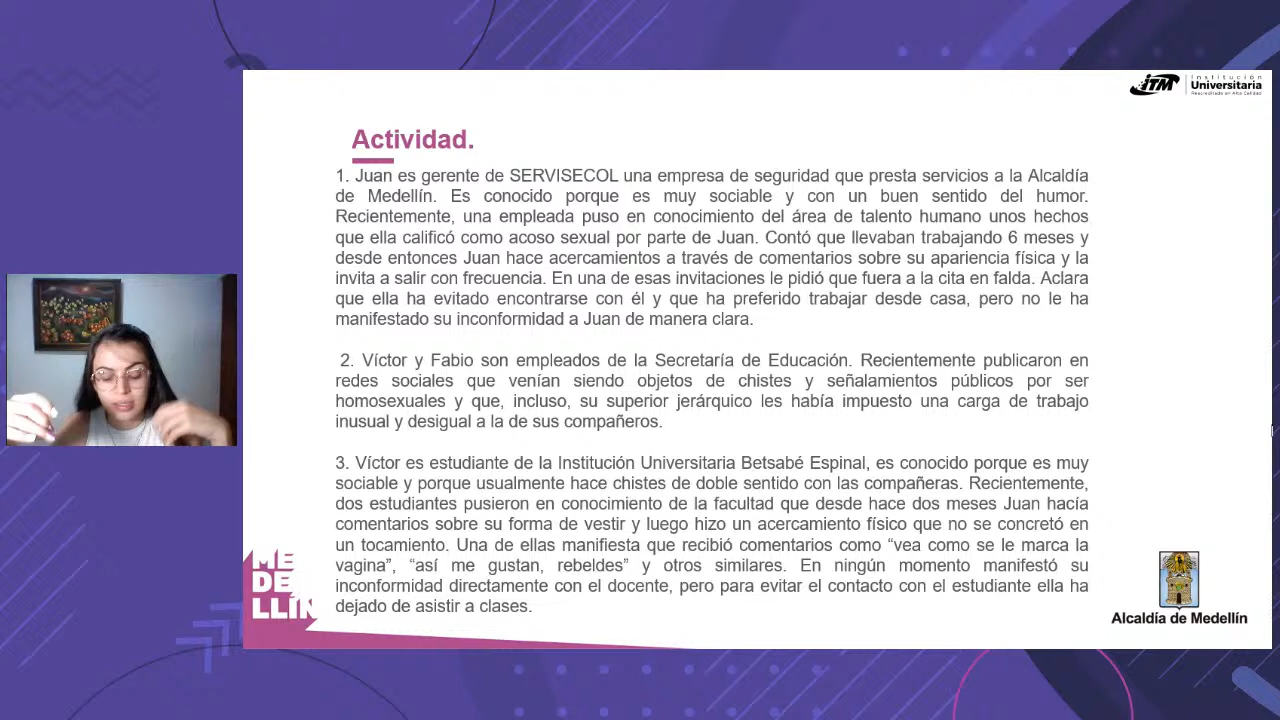 iTM
Institución
Universitaria
Reacreditada en Alta Calidad
Actividad.
1. Juan es gerente de SERVISECOL una empresa de seguridad que presta servicios a la Alcaldía
de Medellín. Es conocido porque es muy sociable y con un buen sentido del humor.
Recientemente, una empleada puso en conocimiento del área de talento humano unos hechos
que ella calificó como acoso sexual por parte de Juan. Contó que llevaban trabajando 6 meses y
desde entonces Juan hace acercamientos a través de comentarios sobre su apariencia física y la
invita a salir con frecuencia. En una de esas invitaciones le pidió que fuera a la cita en falda. Aclara
que ella ha evitado encontrarse con él y que ha preferido trabajar desde casa, pero no le ha
manifestado su inconformidad a Juan de manera clara.
2. Víctor y Fabio son empleados de la Secretaría de Educación. Recientemente publicaron en
redes sociales que venían siendo objetos de chistes y señalamientos públicos por ser
homosexuales y que, incluso, su superior jerárquico les había impuesto una carga de trabajo
inusual y desigual a la de sus compañeros.
3. Víctor es estudiante de la Institución Universitaria Betsabé Espinal, es conocido porque es muy
sociable y porque usualmente hace chistes de doble sentido con las compañeras. Recientemente,
dos estudiantes pusieron en conocimiento de la facultad que desde hace dos meses Juan hacía
comentarios sobre su forma de vestir y luego hizo un acercamiento físico que no se concretó en
un tocamiento. Una de ellas manifiesta que recibió comentarios como “vea como se le marca la
vagina”, “así me gustan, rebeldes” y otros similares. En ningún momento manifestó su
inconformidad directamente con el docente, pero para evitar el contacto con el estudiante ella ha
dejado de asistir a clases.
ME
DE
LLÍN
Alcaldía de Medellín